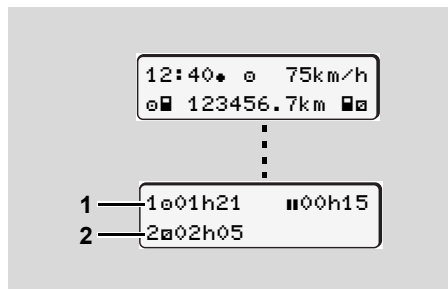 12:40● ⊙ 75km/h
⊙▮ 123456.7km ▮⧄
1 1⊙01h21 ⏸00h15
2 2⧄02h05